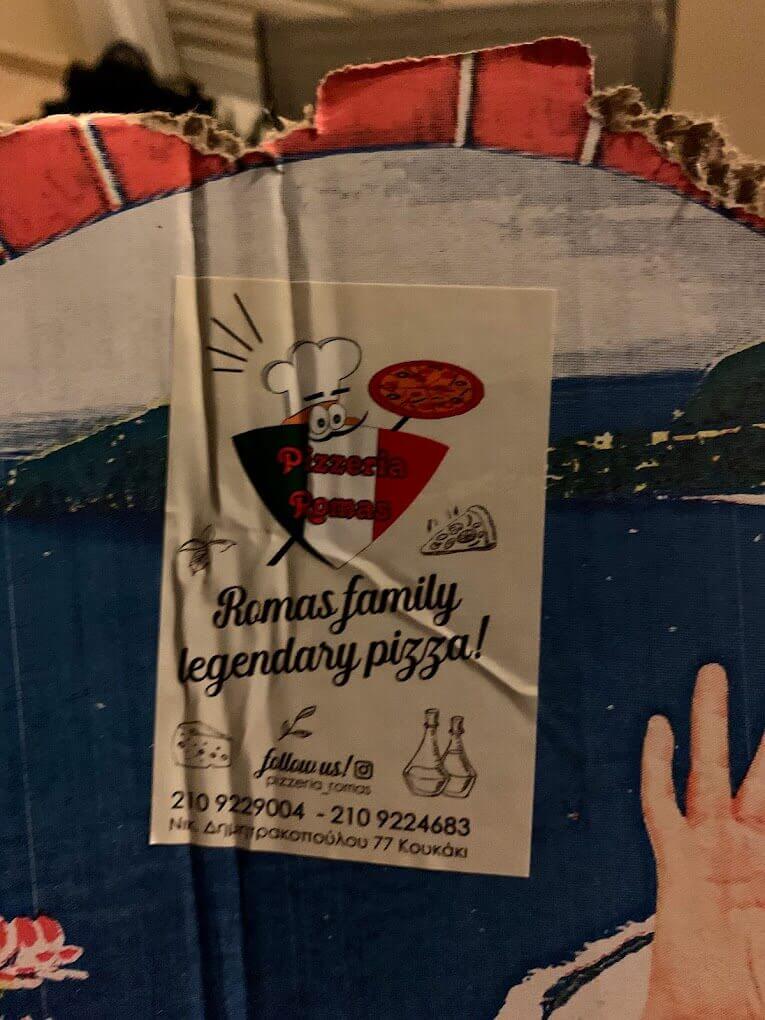 Pizzeria
Romas
Romas family
legendary pizza!
follow us!
pizzeria_romas
210 9229004 - 210 9224683
Νικ. Δημητρακοπούλου 77 Κουκάκι